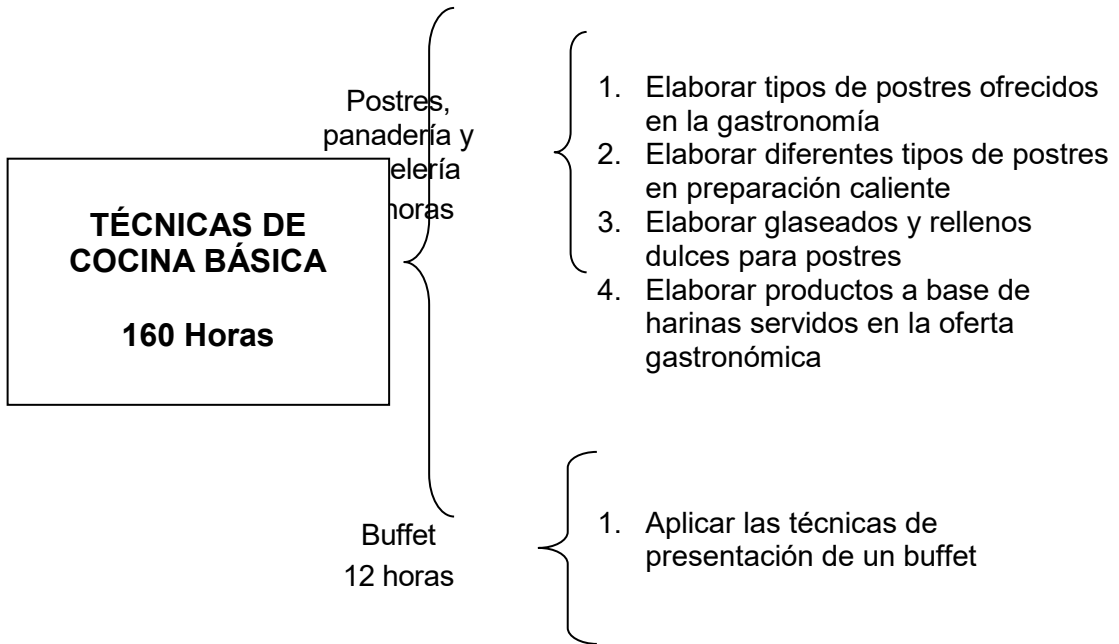 Postres,
panadería y
elería
horas
TÉCNICAS DE
COCINA BÁSICA
160 Horas
1. Elaborar tipos de postres ofrecidos
en la gastronomía
2. Elaborar diferentes tipos de postres
en preparación caliente
3. Elaborar glaseados y rellenos
dulces para postres
4. Elaborar productos a base de
harinas servidos en la oferta
gastronómica
Buffet
12 horas
1. Aplicar las técnicas de
presentación de un buffet